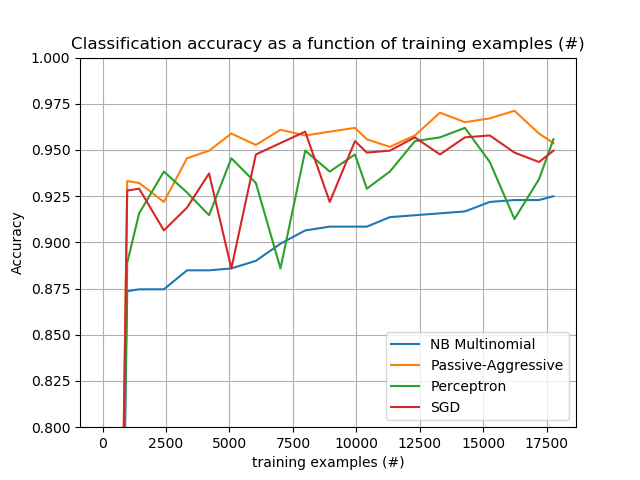 Classification accuracy as a function of training examples (#)
1.000
0.975
0.950
0.925
0.900
0.875
0.850
0.825
0.800
Accuracy
NB Multinomial
Passive-Aggressive
Perceptron
SGD
0 2500 5000 7500 10000 12500 15000 17500
training examples (#)